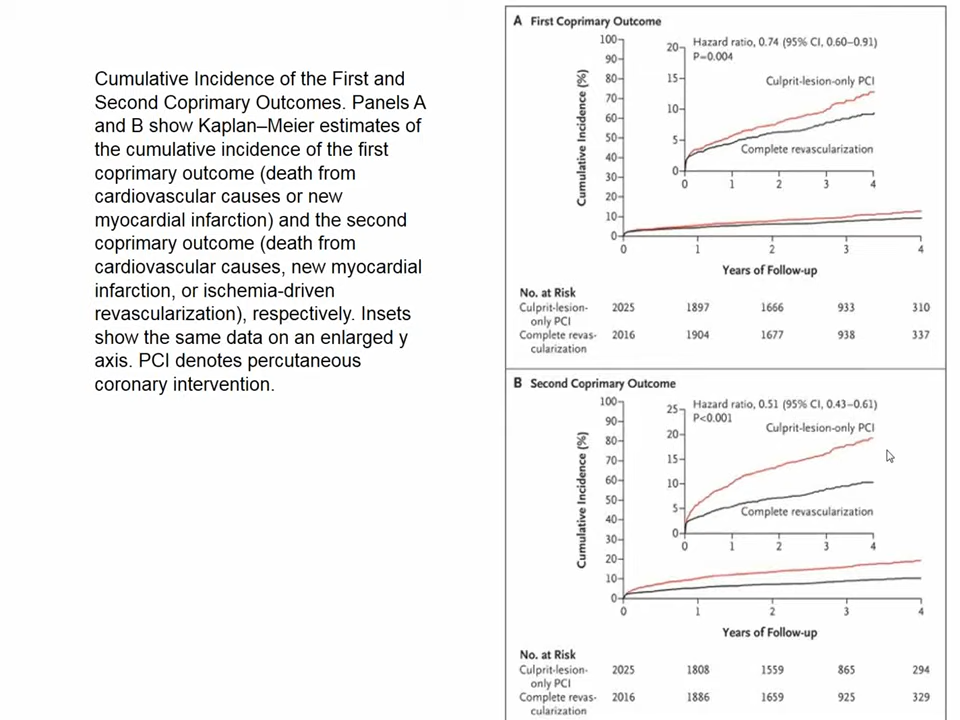 Cumulative Incidence of the First and
Second Coprimary Outcomes. Panels A
and B show Kaplan–Meier estimates of
the cumulative incidence of the first
coprimary outcome (death from
cardiovascular causes or new
myocardial infarction) and the second
coprimary outcome (death from
cardiovascular causes, new myocardial
infarction, or ischemia-driven
revascularization), respectively. Insets
show the same data on an enlarged y
axis. PCI denotes percutaneous
coronary intervention.
A First Coprimary Outcome
Cumulative Incidence (%)
100
90
80
70
60
50
40
30
20
10
0
20
15
10
5
0
Hazard ratio, 0.74 (95% CI, 0.60–0.91)
P=0.004
Culprit-lesion-only PCI
Complete revascularization
0 1 2 3 4
0 1 2 3 4
Years of Follow-up
No. at Risk
Culprit-lesion-
only PCI
2025 1897 1666 933 310
Complete revas-
cularization
2016 1904 1677 938 337
B Second Coprimary Outcome
Cumulative Incidence (%)
100
90
80
70
60
50
40
30
20
10
0
25
20
15
10
5
0
Hazard ratio, 0.51 (95% CI, 0.43–0.61)
P<0.001
Culprit-lesion-only PCI
Complete revascularization
0 1 2 3 4
0 1 2 3 4
Years of Follow-up
No. at Risk
Culprit-lesion-
only PCI
2025 1808 1559 865 294
Complete revas-
cularization
2016 1886 1659 925 329